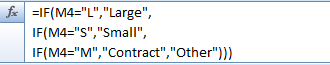 fx =IF(M4="L","Large",
IF(M4="S","Small",
IF(M4="M","Contract","Other")))